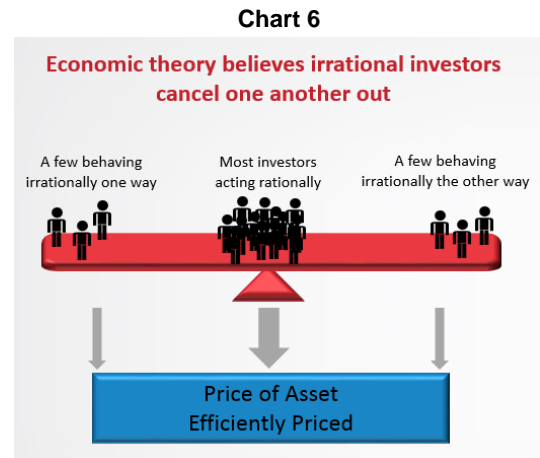 Chart 6
Economic theory believes irrational investors
cancel one another out
A few behaving
irrationally one way
Most investors
acting rationally
A few behaving
irrationally the other way
Price of Asset
Efficiently Priced